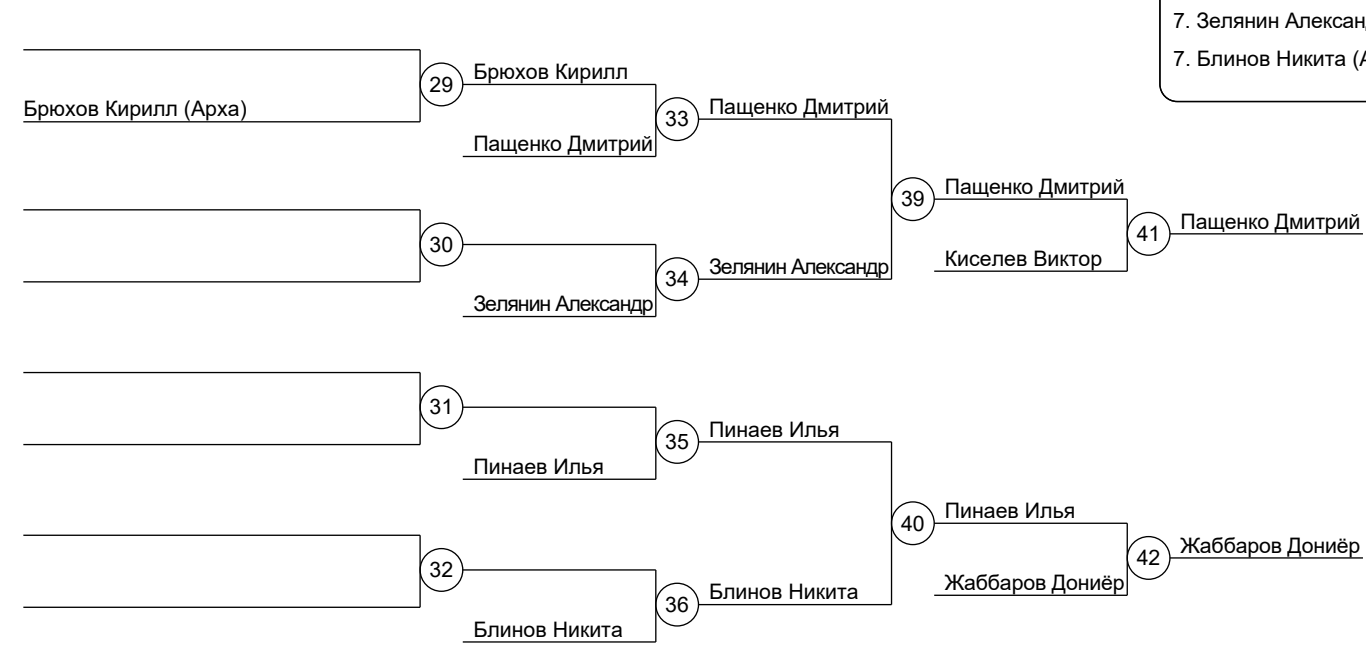 7. Зелянин
7. Блинов Никита
29
Брюхов Кирилл
Брюхов Кирилл (Арха)
33
Пащенко Дмитрий
Пащенко Дмитрий
39
Пащенко Дмитрий
30
34
Зелянин Александр
Зелянин Александр
Киселев Виктор
41
Пащенко Дмитрий
31
35
Пинаев Илья
Пинаев Илья
40
Пинаев Илья
32
36
Блинов Никита
Блинов Никита
Жаббаров Дониёр
42
Жаббаров Дониёр